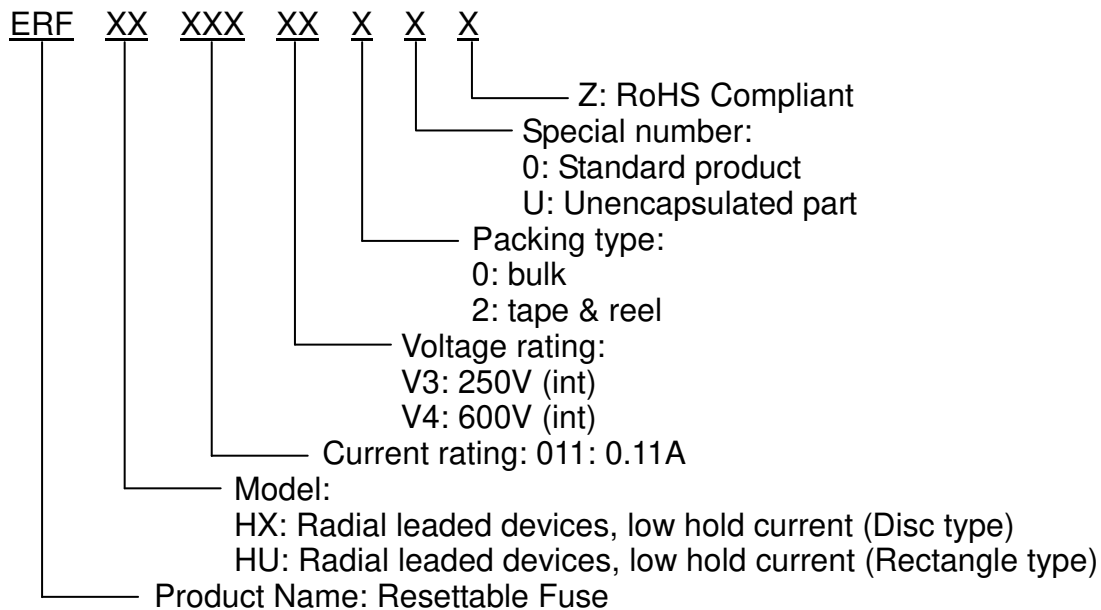 ERF XX XXX XX X X X
Z: RoHS Compliant
Special number:
0: Standard product
U: Unencapsulated part
Packing type:
0: bulk
2: tape & reel
Voltage rating:
V3: 250V (int)
V4: 600V (int)
Current rating: 011: 0.11A
Model:
HX: Radial leaded devices, low hold current (Disc type)
HU: Radial leaded devices, low hold current (Rectangle type)
Product Name: Resettable Fuse